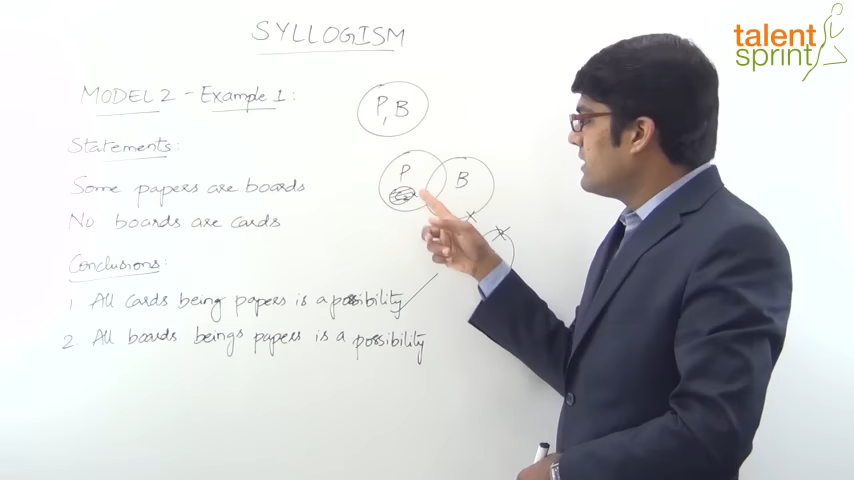 talent
sprint
SYLLOGISM
MODEL 2 - Example 1:
P, B
Statements:
P B
Some papers are boards
No boards are cards
Conclusions:
1 All cards being papers is a possibility
2 All boards beings papers is a possibility